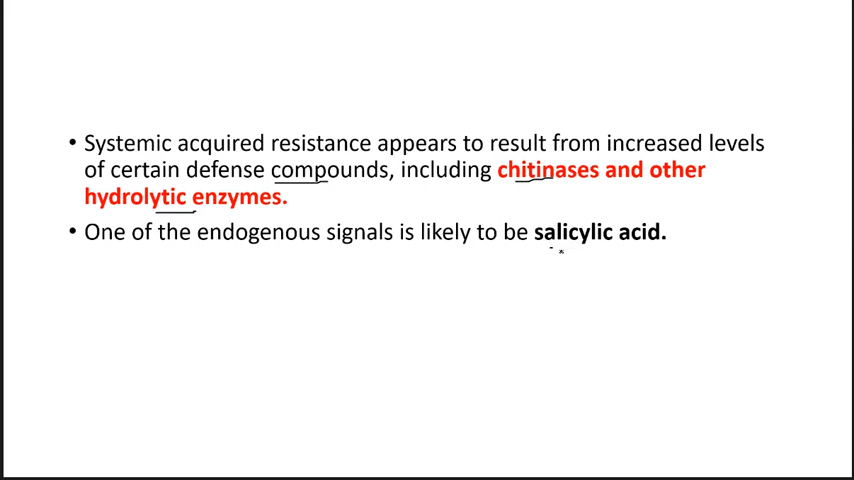 • Systemic acquired resistance appears to result from increased levels
of certain defense compounds, including chitinases and other
hydrolytic enzymes.
• One of the endogenous signals is likely to be salicylic acid.